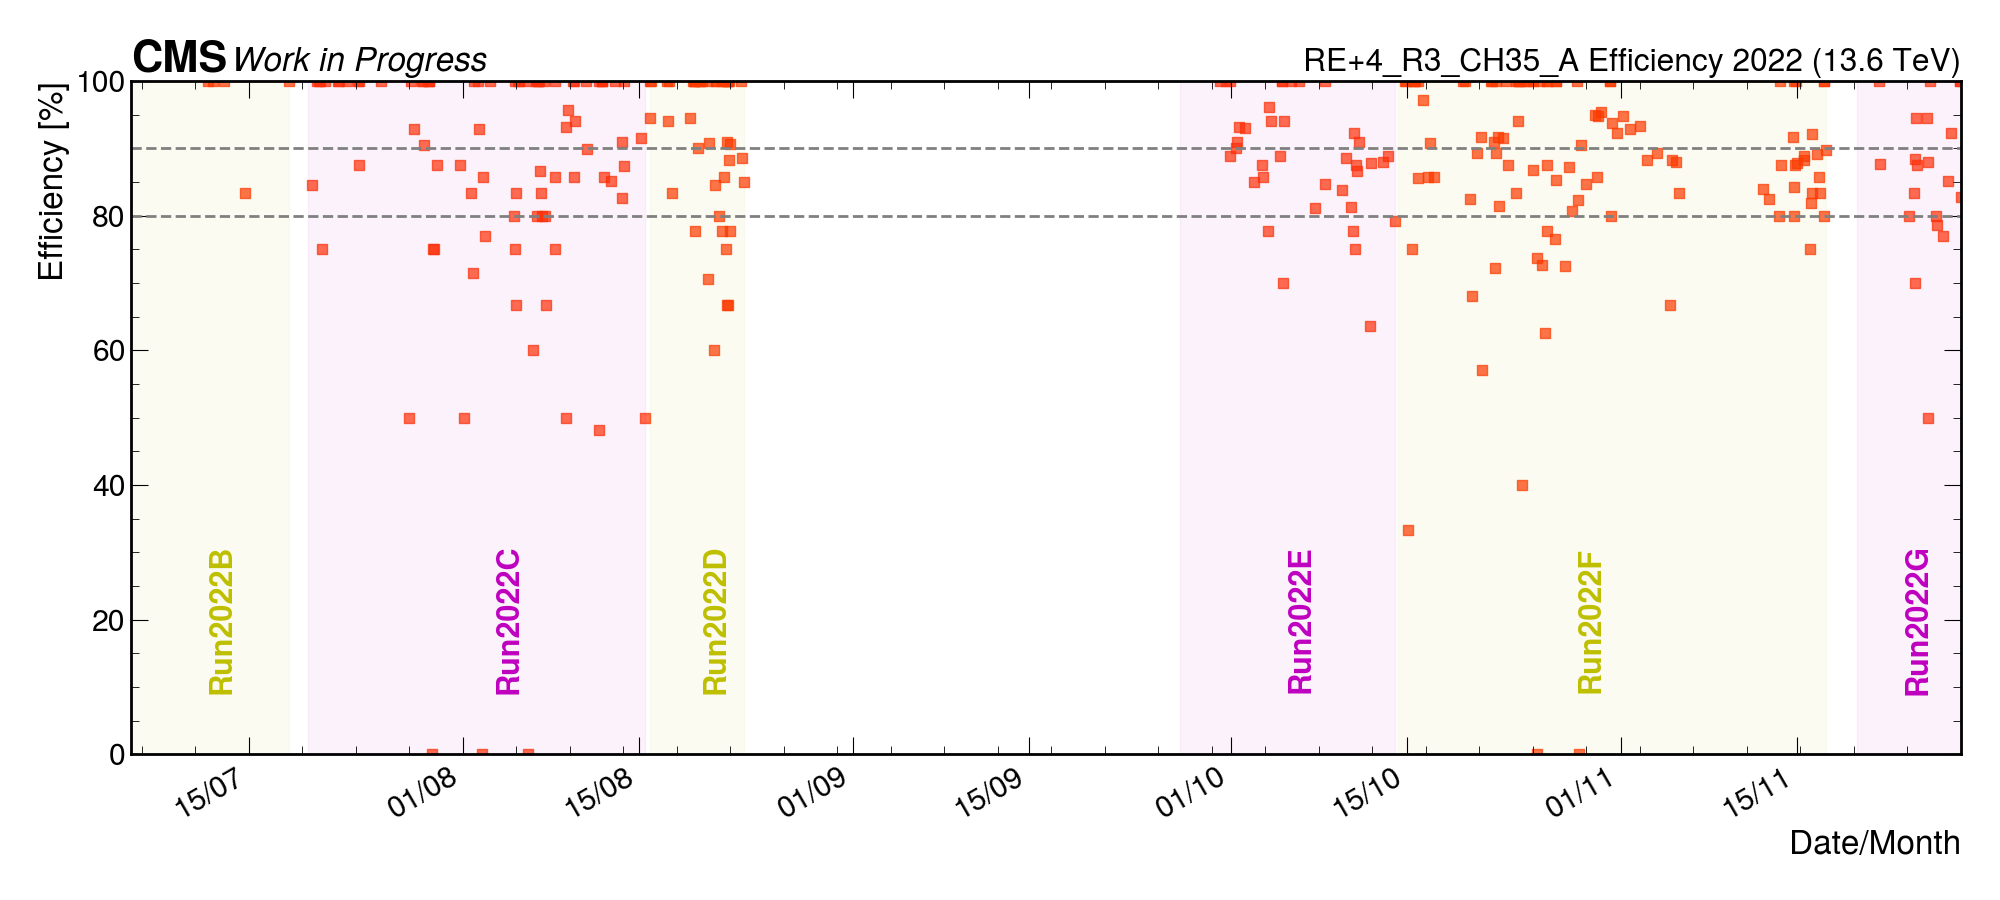 CMS Work in Progress
RE+4_R3_CH35_A Efficiency 2022 (13.6 TeV)
Efficiency [%]
100
80
60
40
20
0
Run2022B
Run2022C
Run2022D
Run2022E
Run2022F
Run2022G
15/07
01/08
15/08
01/09
15/09
01/10
15/10
01/11
15/11
Date/Month